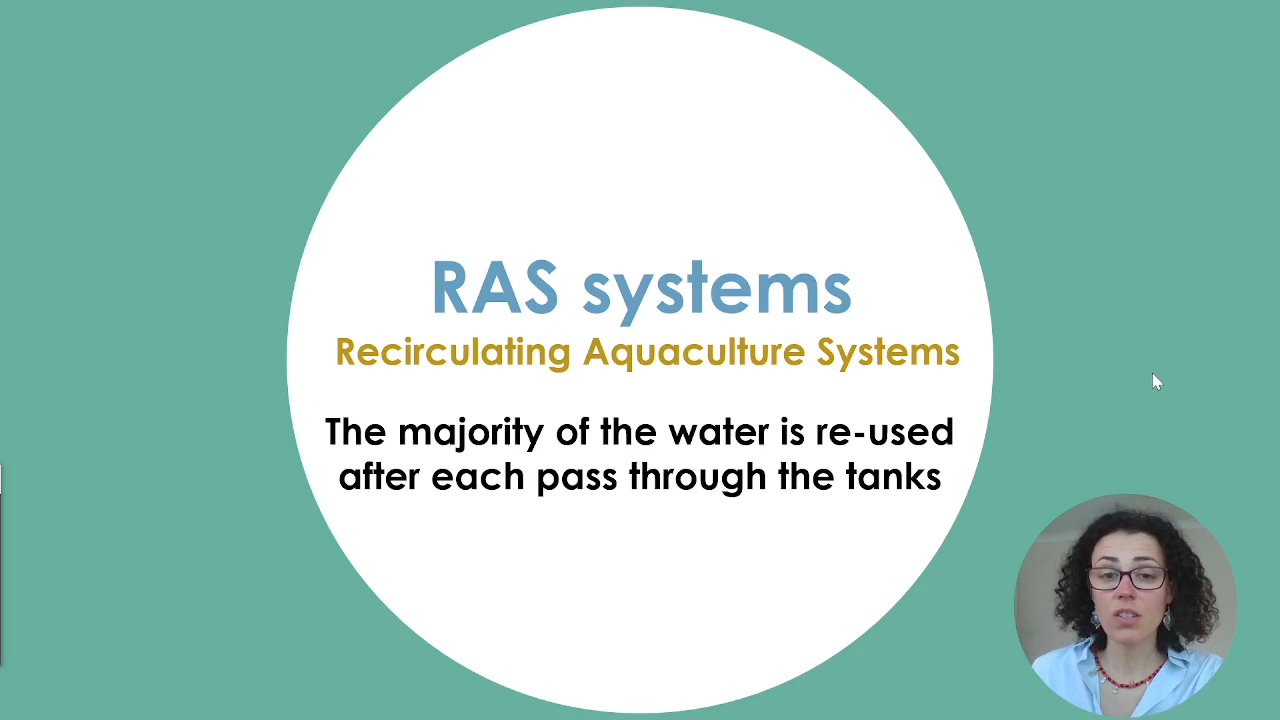 RAS systems
Recirculating Aquaculture Systems
The majority of the water is re-used
after each pass through the tanks